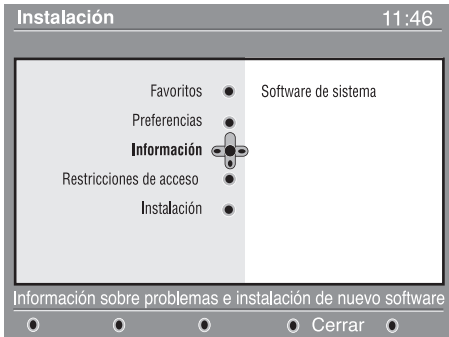 Instalación 11:46
Favoritos
Software de sistema
Preferencias
Información
Restricciones de acceso
Instalación
Información sobre problemas e instalación de nuevo software
Cerrar